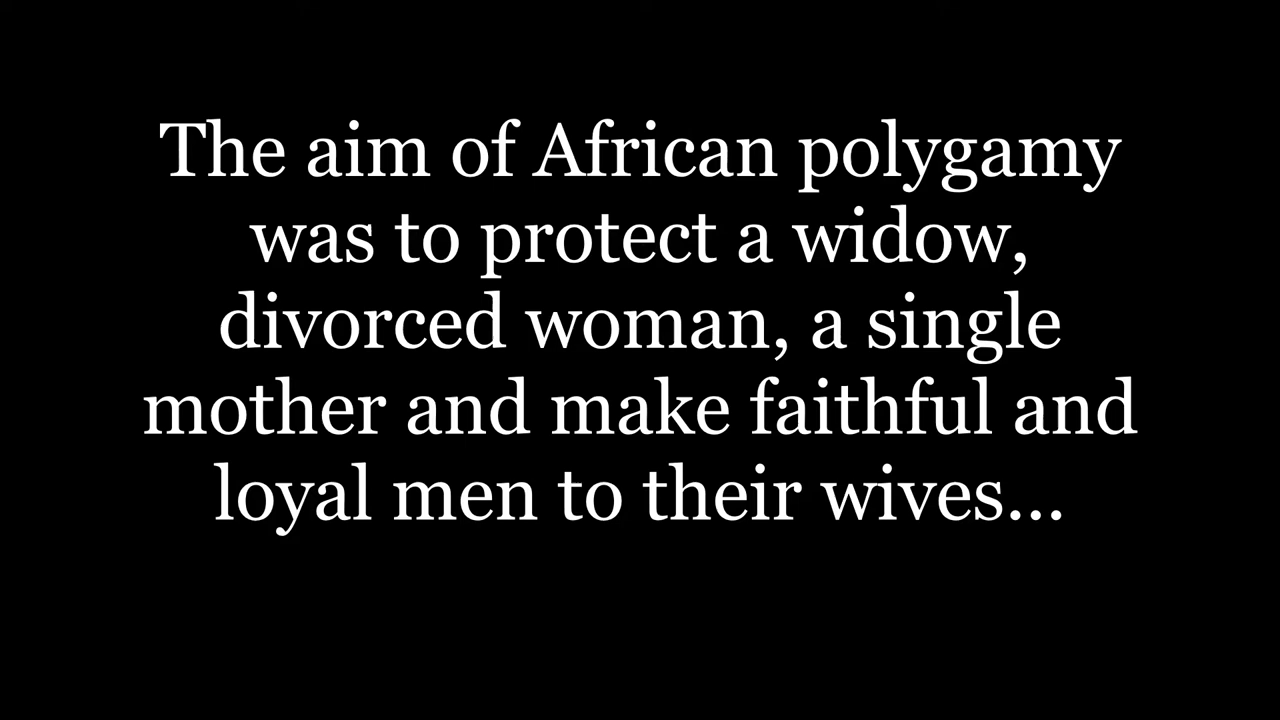 The aim of African polygamy
was to protect a widow,
divorced woman, a single
mother and make faithful and
loyal men to their wives...